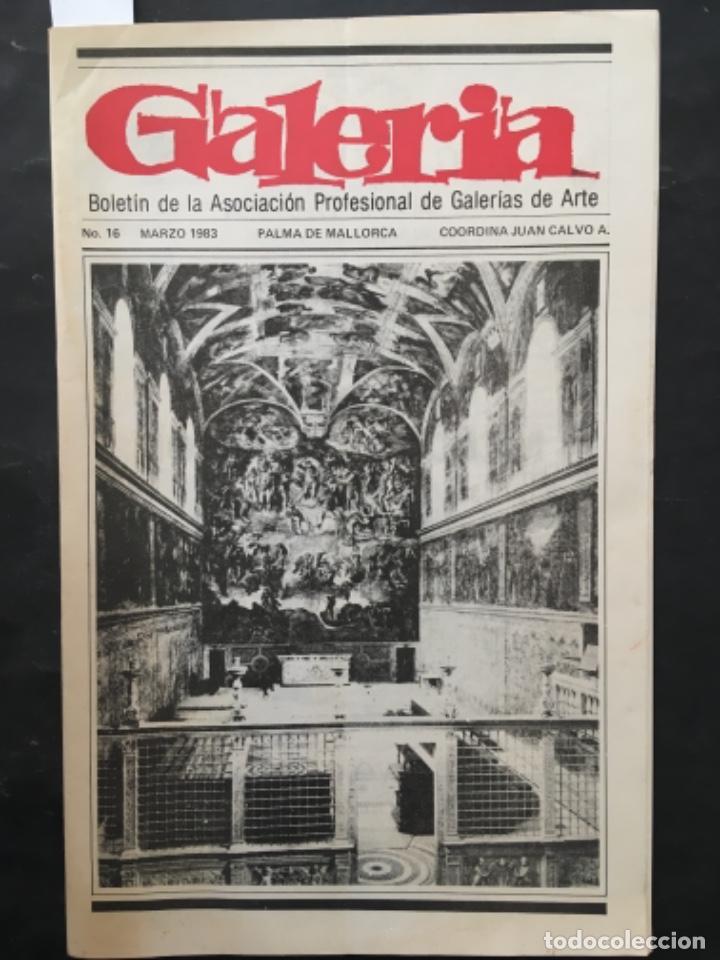 Galeria
Boletín de la Asociación Profesional de Galerías de Arte
No. 16 MARZO 1983 PALMA DE MALLORCA COORDINA JUAN CALVO A.
todocoleccion